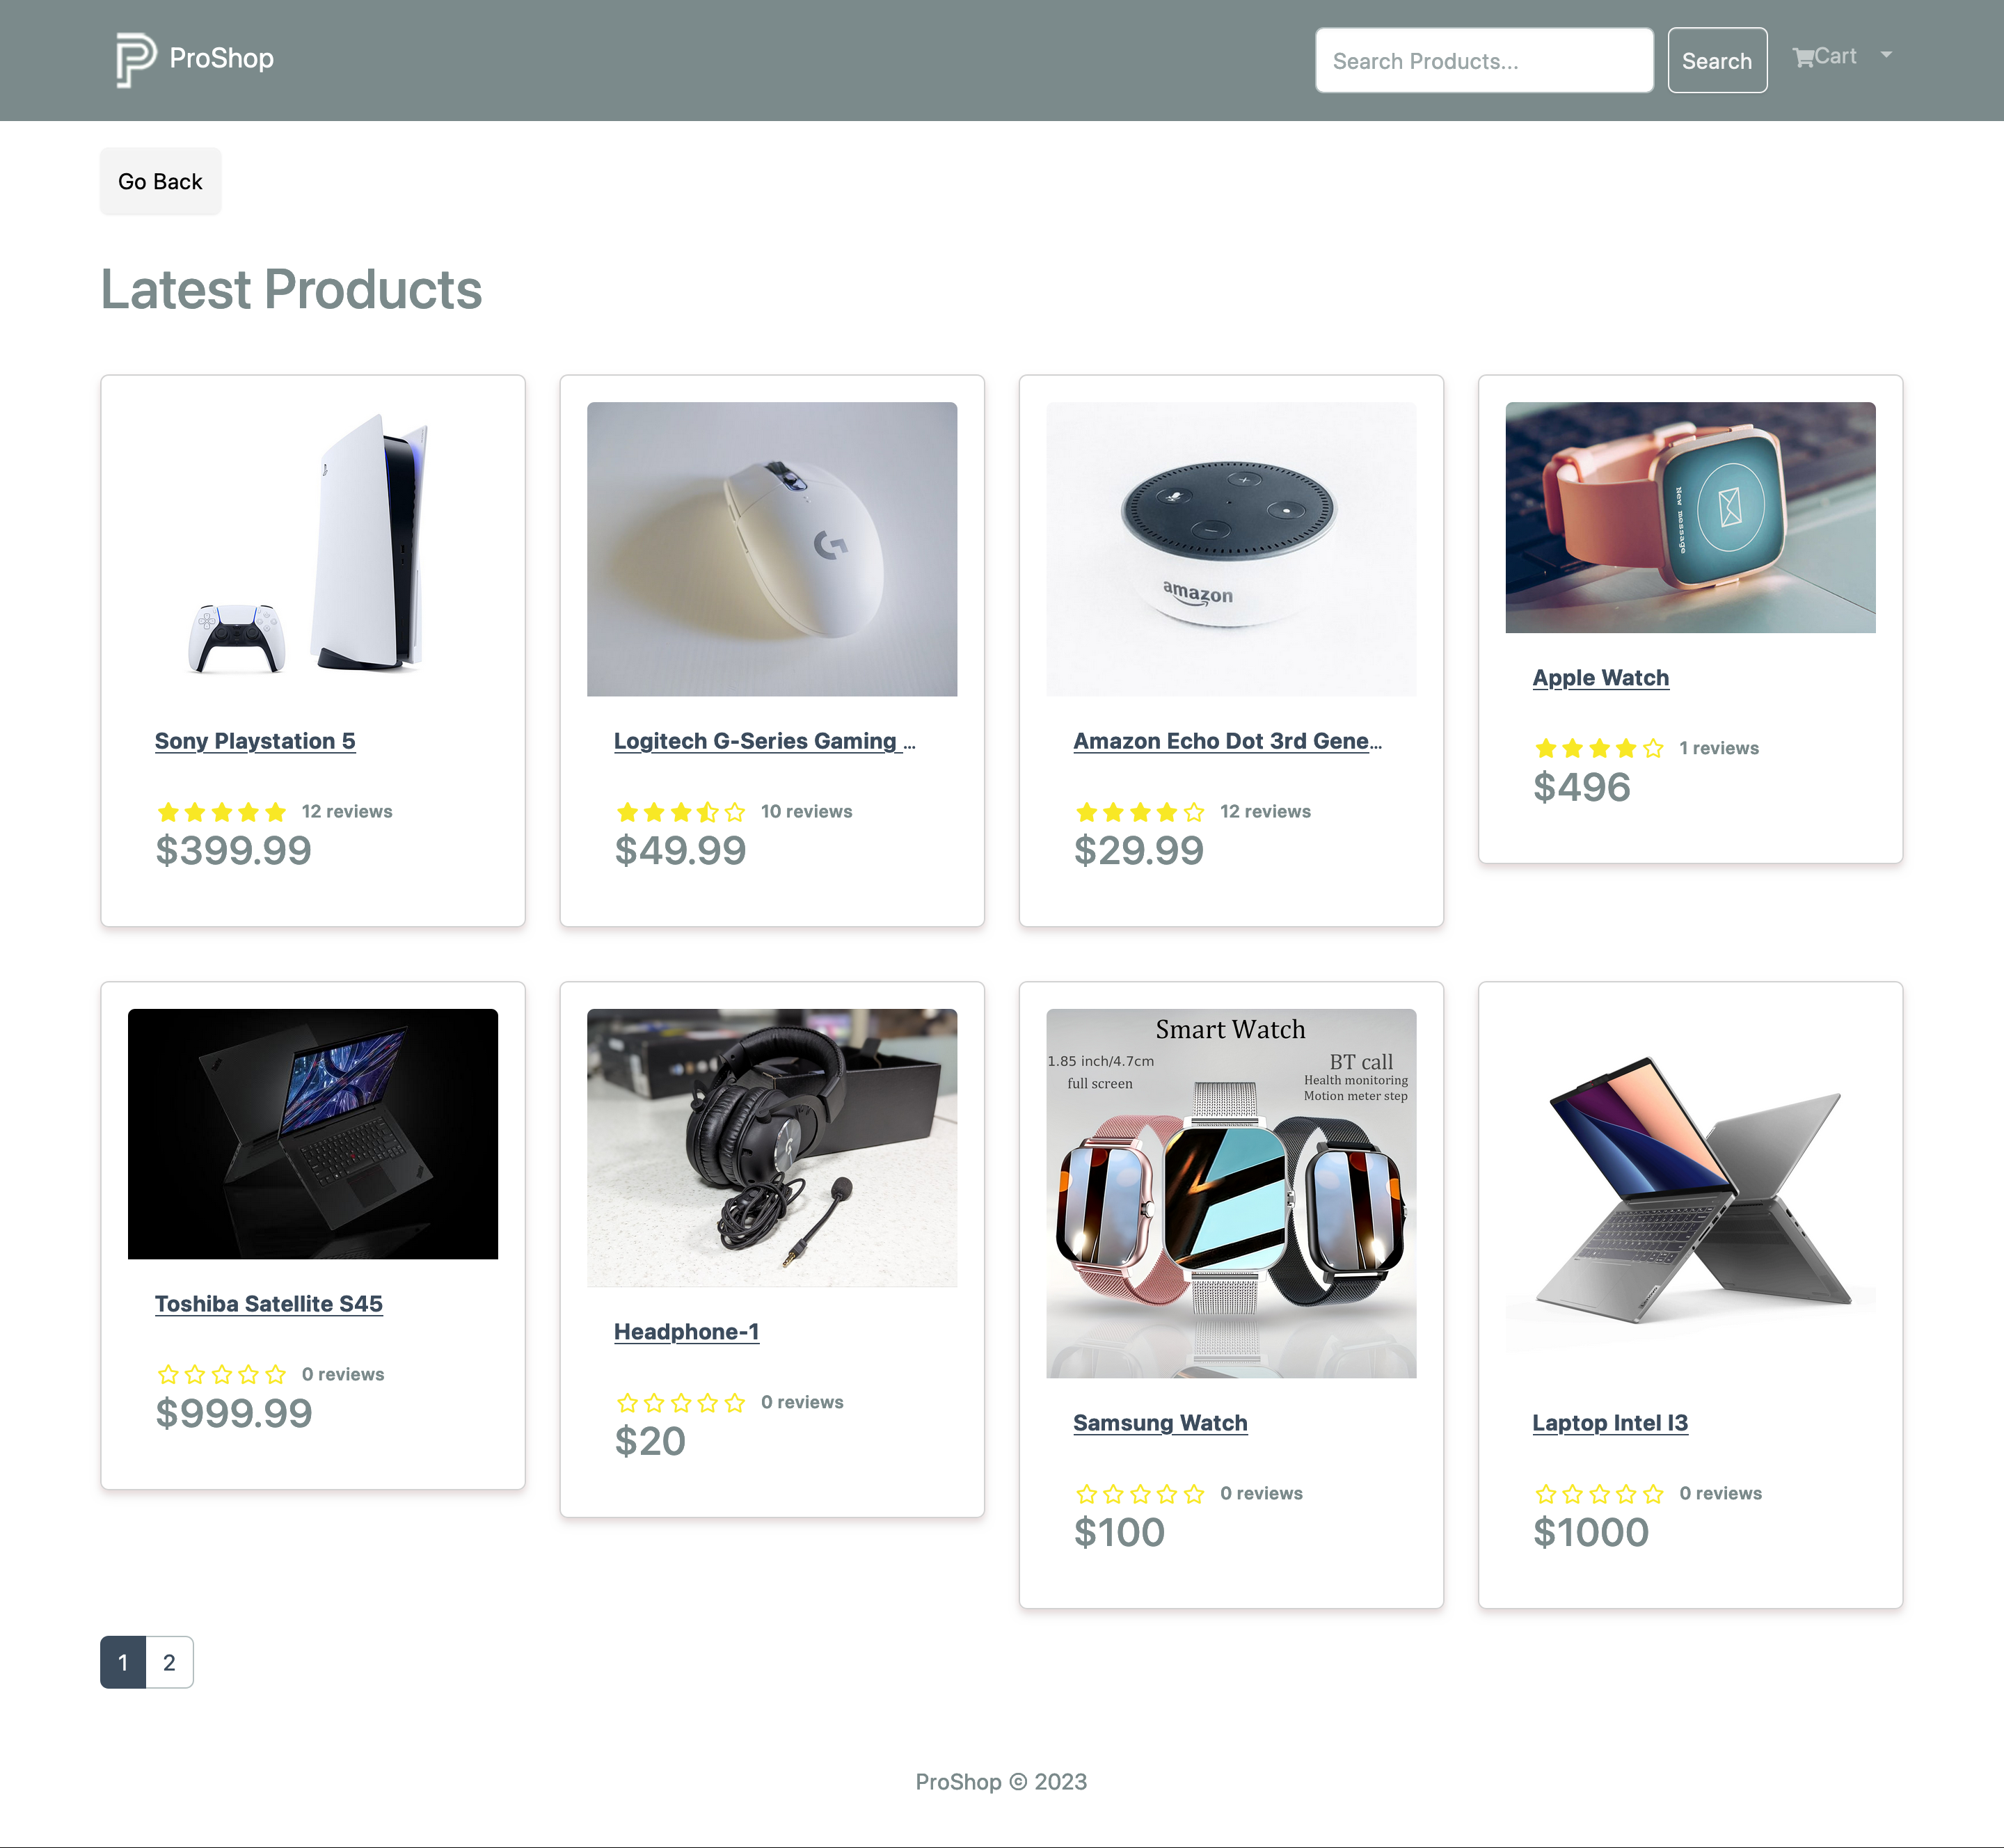 ProShop
Search Products...
Search
Cart
Go Back
Latest Products
amazon
New message
Sony Playstation 5
12 reviews
$399.99
Logitech G-Series Gaming ...
10 reviews
$49.99
Amazon Echo Dot 3rd Gene...
12 reviews
$29.99
Apple Watch
1 reviews
$496
Toshiba Satellite S45
0 reviews
$999.99
Headphone-1
0 reviews
$20
Smart Watch
1.85 inch/4.7cm
full screen
BT call
Health monitoring
Motion meter step
Samsung Watch
0 reviews
$100
Laptop Intel I3
0 reviews
$1000
1 2
ProShop © 2023